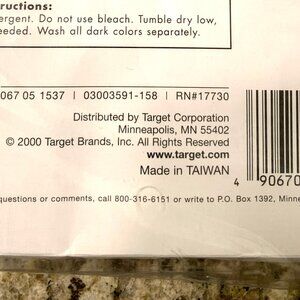 ructions:
ergent. Do not use bleach. Tumble dry low,
eeded. Wash all dark colors separately.
067 05 1537 | 03003591-158 | RN#17730
Distributed by Target Corporation
Minneapolis, MN 55402
© 2000 Target Brands, Inc. All Rights Reserved
www.target.com
Made in TAIWAN
4 90670
questions or comments, call 800-316-6151 or write to P.O. Box 1392, Minne